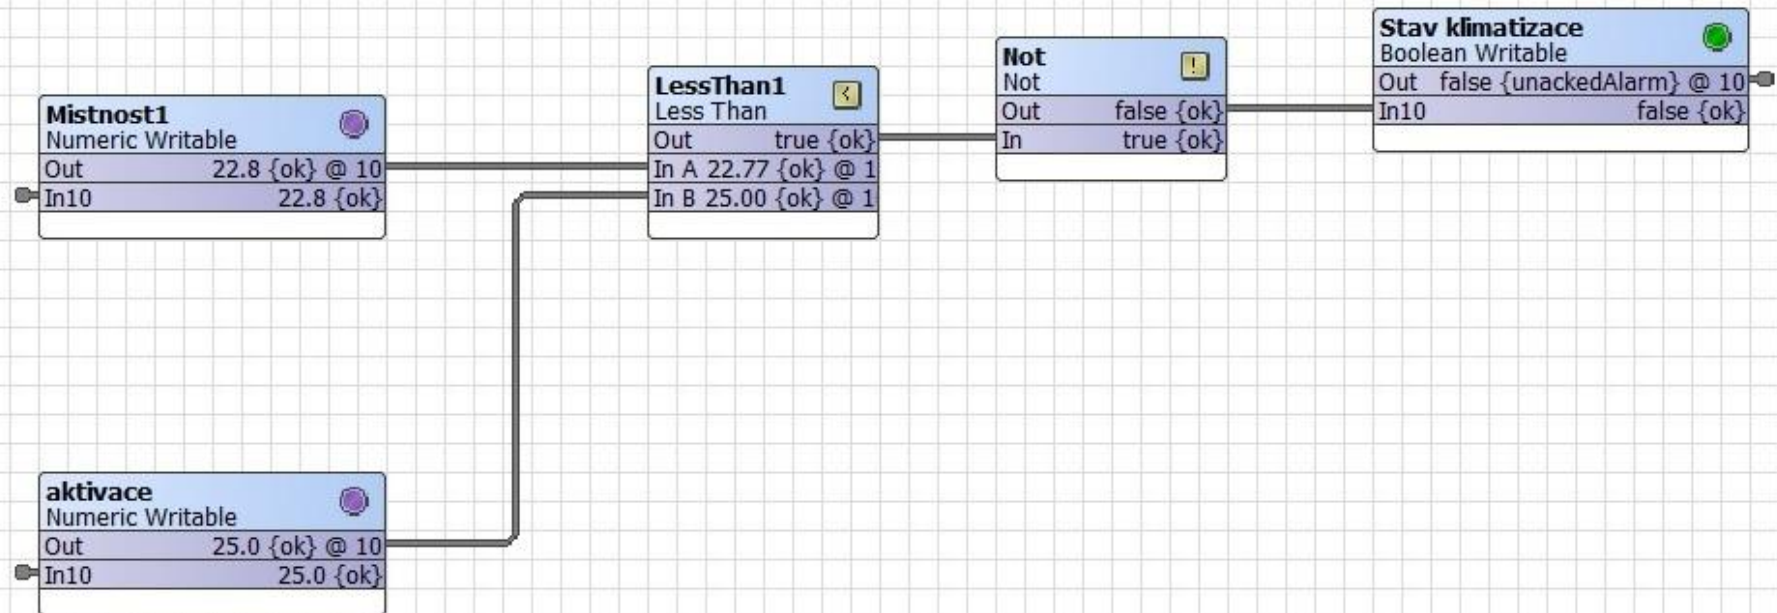 Mistnost1
Numeric Writable
Out 22.8 {ok} @ 10
In10 22.8 {ok}
LessThan1
Less Than
Out true {ok}
In A 22.77 {ok} @ 1
In B 25.00 {ok} @ 1
Not
Not
Out false {ok}
In true {ok}
Stav klimatizace
Boolean Writable
Out false {unackedAlarm} @ 10
In10 false {ok}
aktivace
Numeric Writable
Out 25.0 {ok} @ 10
In10 25.0 {ok}